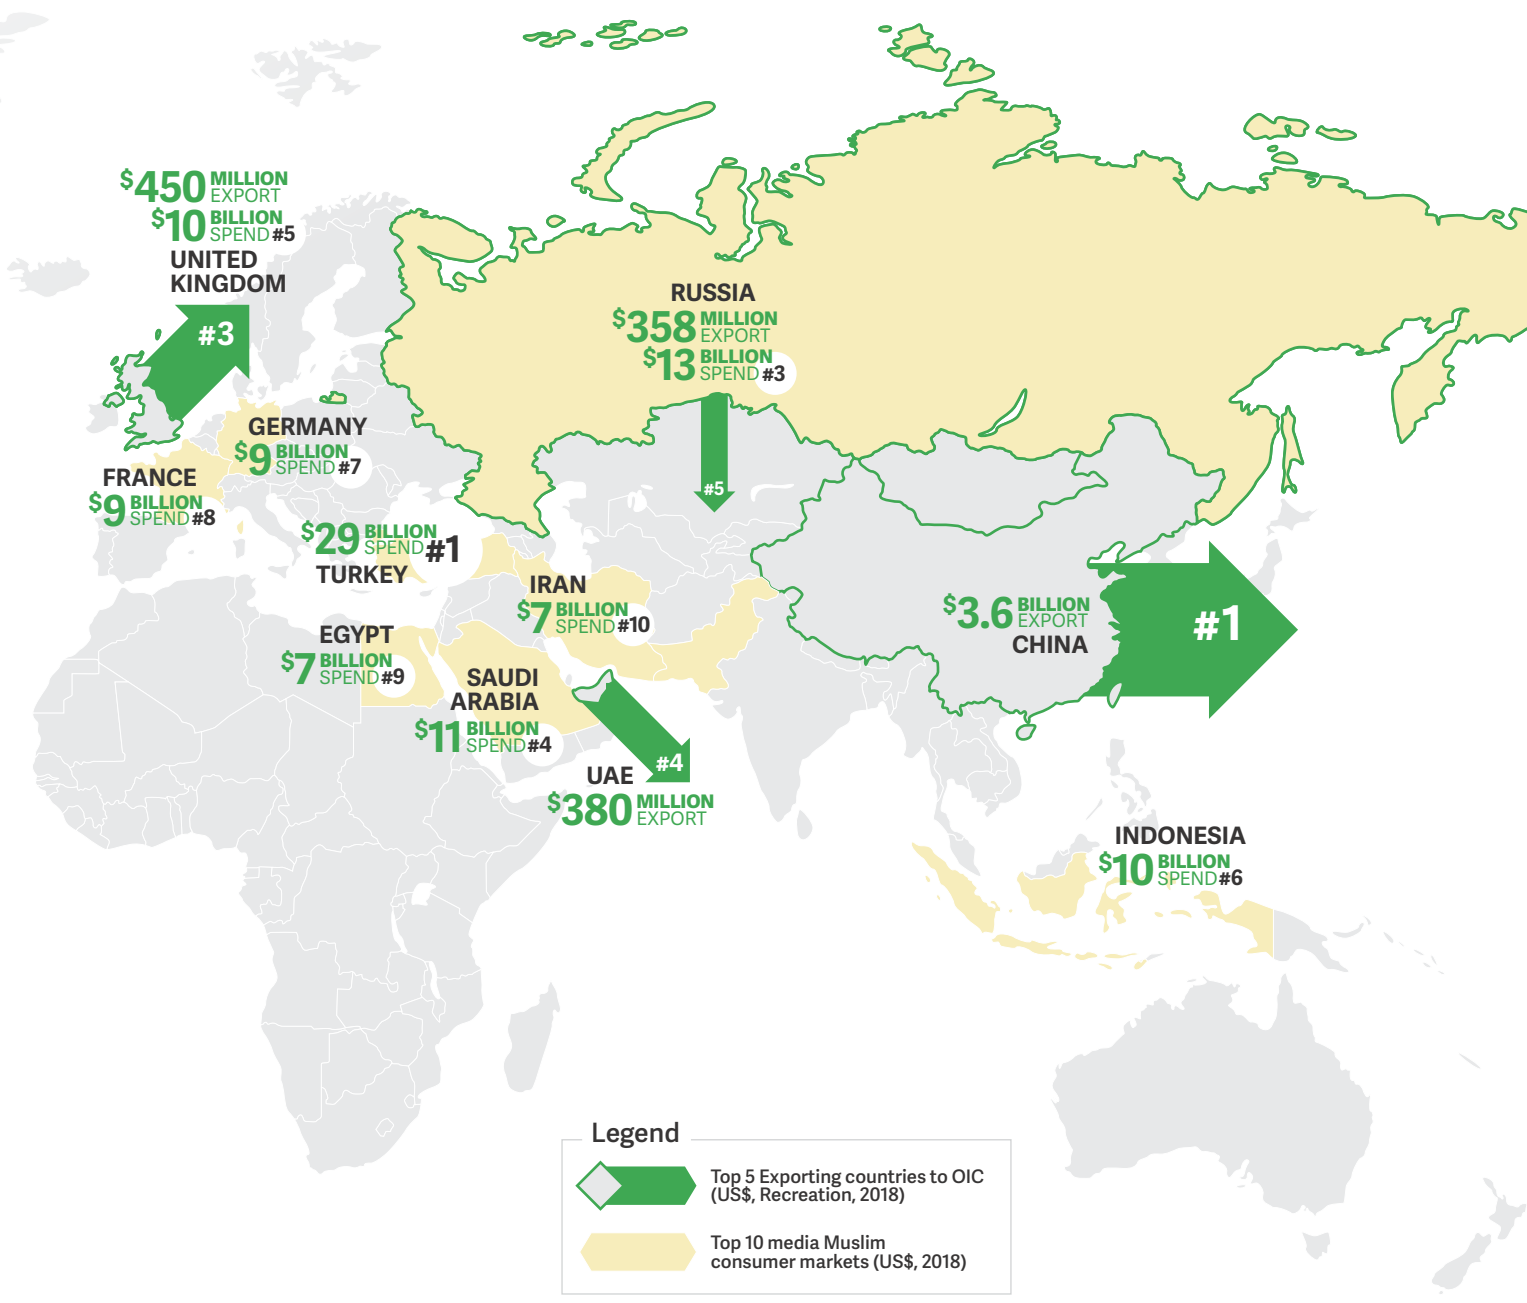 $450 MILLION
EXPORT
$10 BILLION
SPEND #5
UNITED
KINGDOM
#3
RUSSIA
$358 MILLION
EXPORT
$13 BILLION
SPEND #3
#5
GERMANY
$9 BILLION
SPEND #7
FRANCE
$9 BILLION
SPEND #8
$29 BILLION
SPEND #1
TURKEY
IRAN
$7 BILLION
SPEND #10
EGYPT
$7 BILLION
SPEND #9
SAUDI
ARABIA
$11 BILLION
SPEND #4
#4
UAE
$380 MILLION
EXPORT
$3.6 BILLION
EXPORT
CHINA
#1
INDONESIA
$10 BILLION
SPEND #6
Legend
Top 5 Exporting countries to OIC
(US$, Recreation, 2018)
Top 10 media Muslim
consumer markets (US$, 2018)